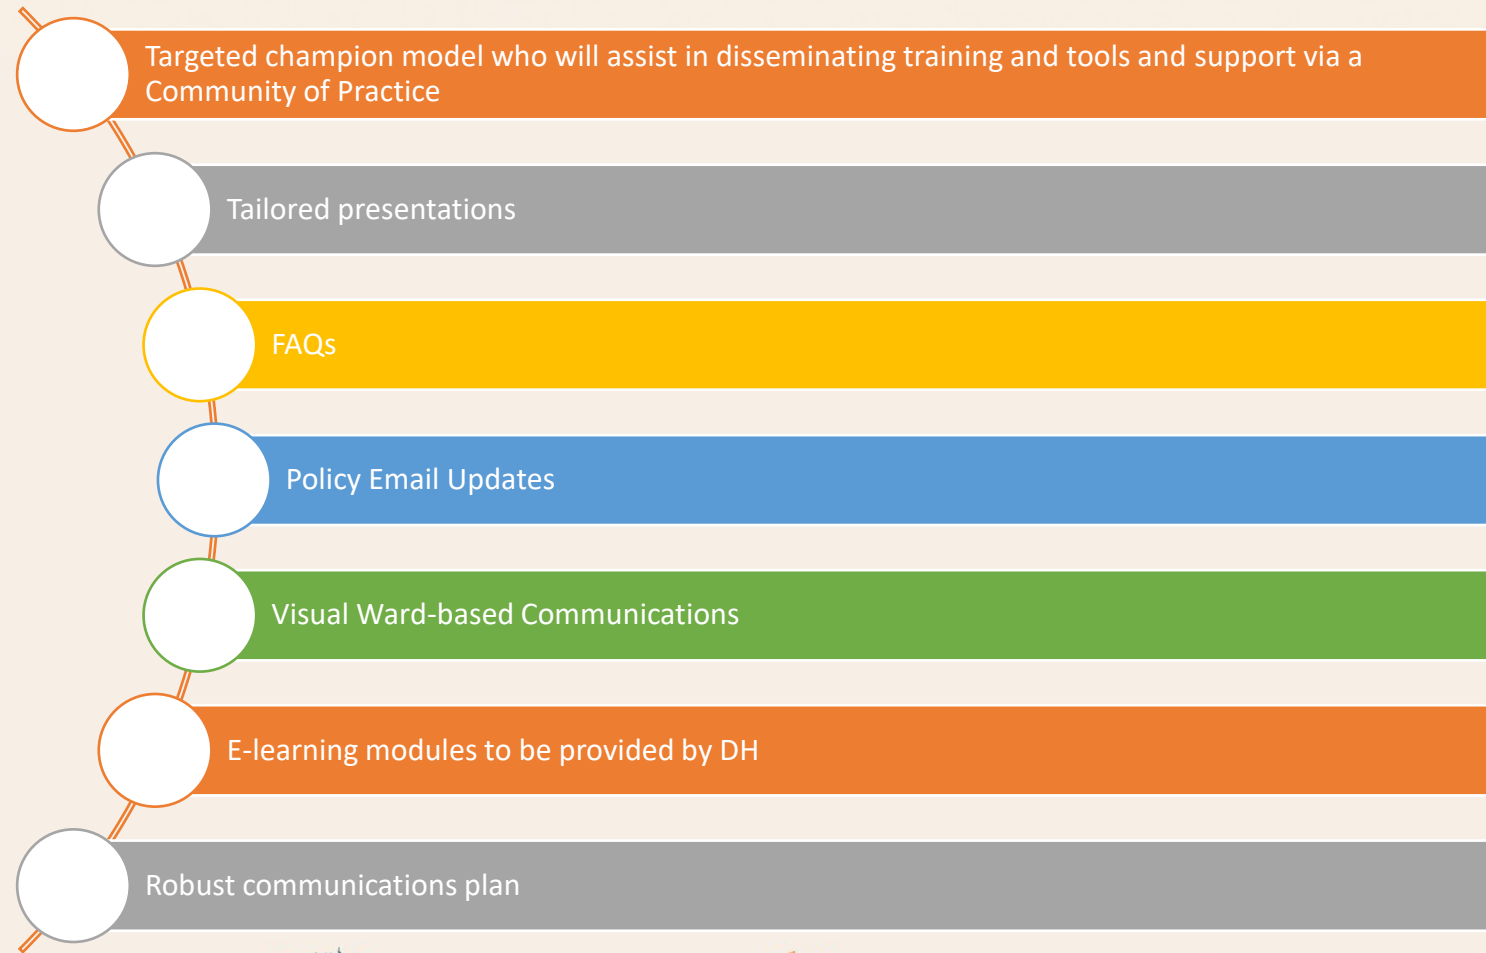 Targeted champion model who will assist in disseminating training and tools and support via a
Community of Practice
Tailored presentations
FAQs
Policy Email Updates
Visual Ward-based Communications
E-learning modules to be provided by DH
Robust communications plan